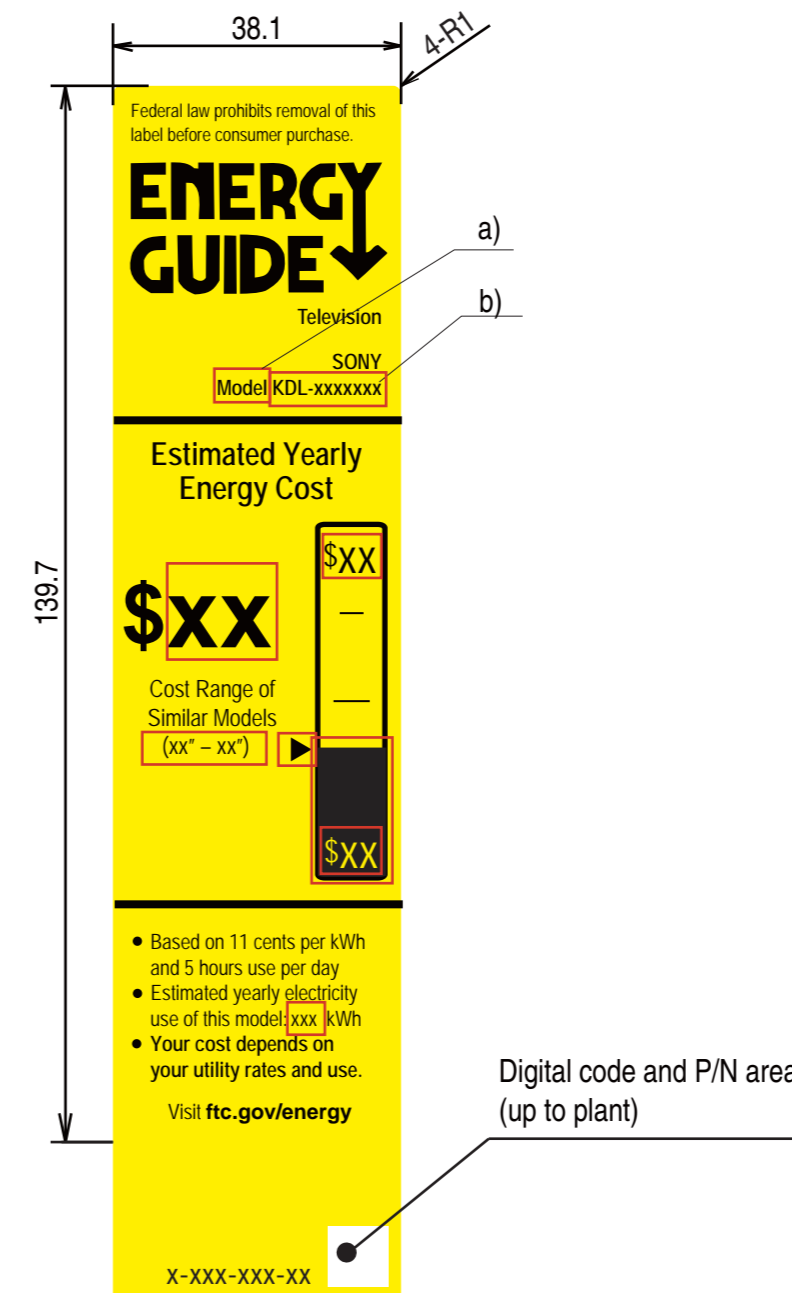 38.1
4-R1
Federal law prohibits removal of this
label before consumer purchase.
ENERGY
GUIDE
a)
b)
Television
SONY
Model KDL-xxxxxxx
Estimated Yearly
Energy Cost
$XX
$xx
139.7
Cost Range of
Similar Models
(xx" – xx")
$XX
• Based on 11 cents per kWh
and 5 hours use per day
• Estimated yearly electricity
use of this model: xxx kWh
• Your cost depends on
your utility rates and use.
Visit ftc.gov/energy
Digital code and P/N area
(up to plant)
X-XXX-XXX-XX